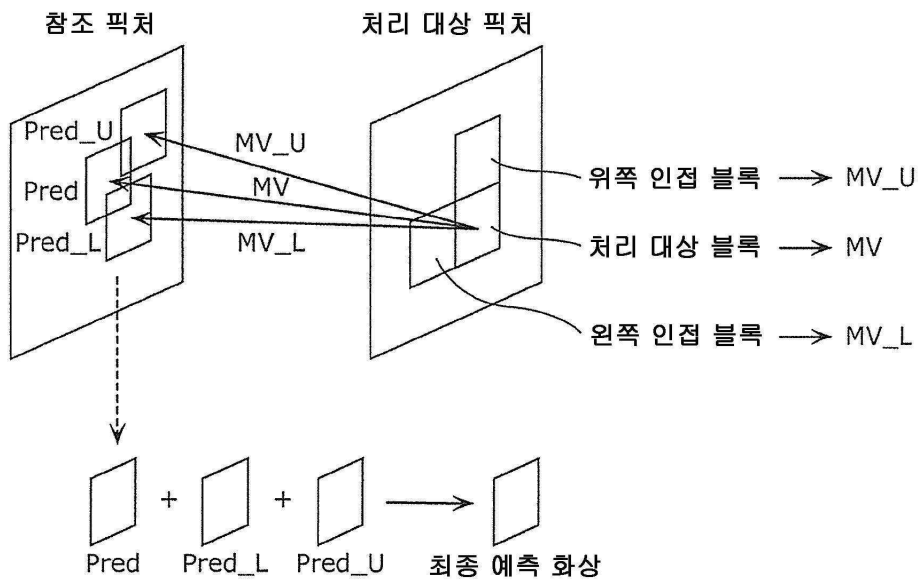 참조 픽처
처리 대상 픽처
Pred_U
MV_U
위쪽 인접 블록 → MV_U
Pred
MV
처리 대상 블록 → MV
Pred_L
MV_L
왼쪽 인접 블록 → MV_L
+ + →
Pred Pred_L Pred_U 최종 예측 화상